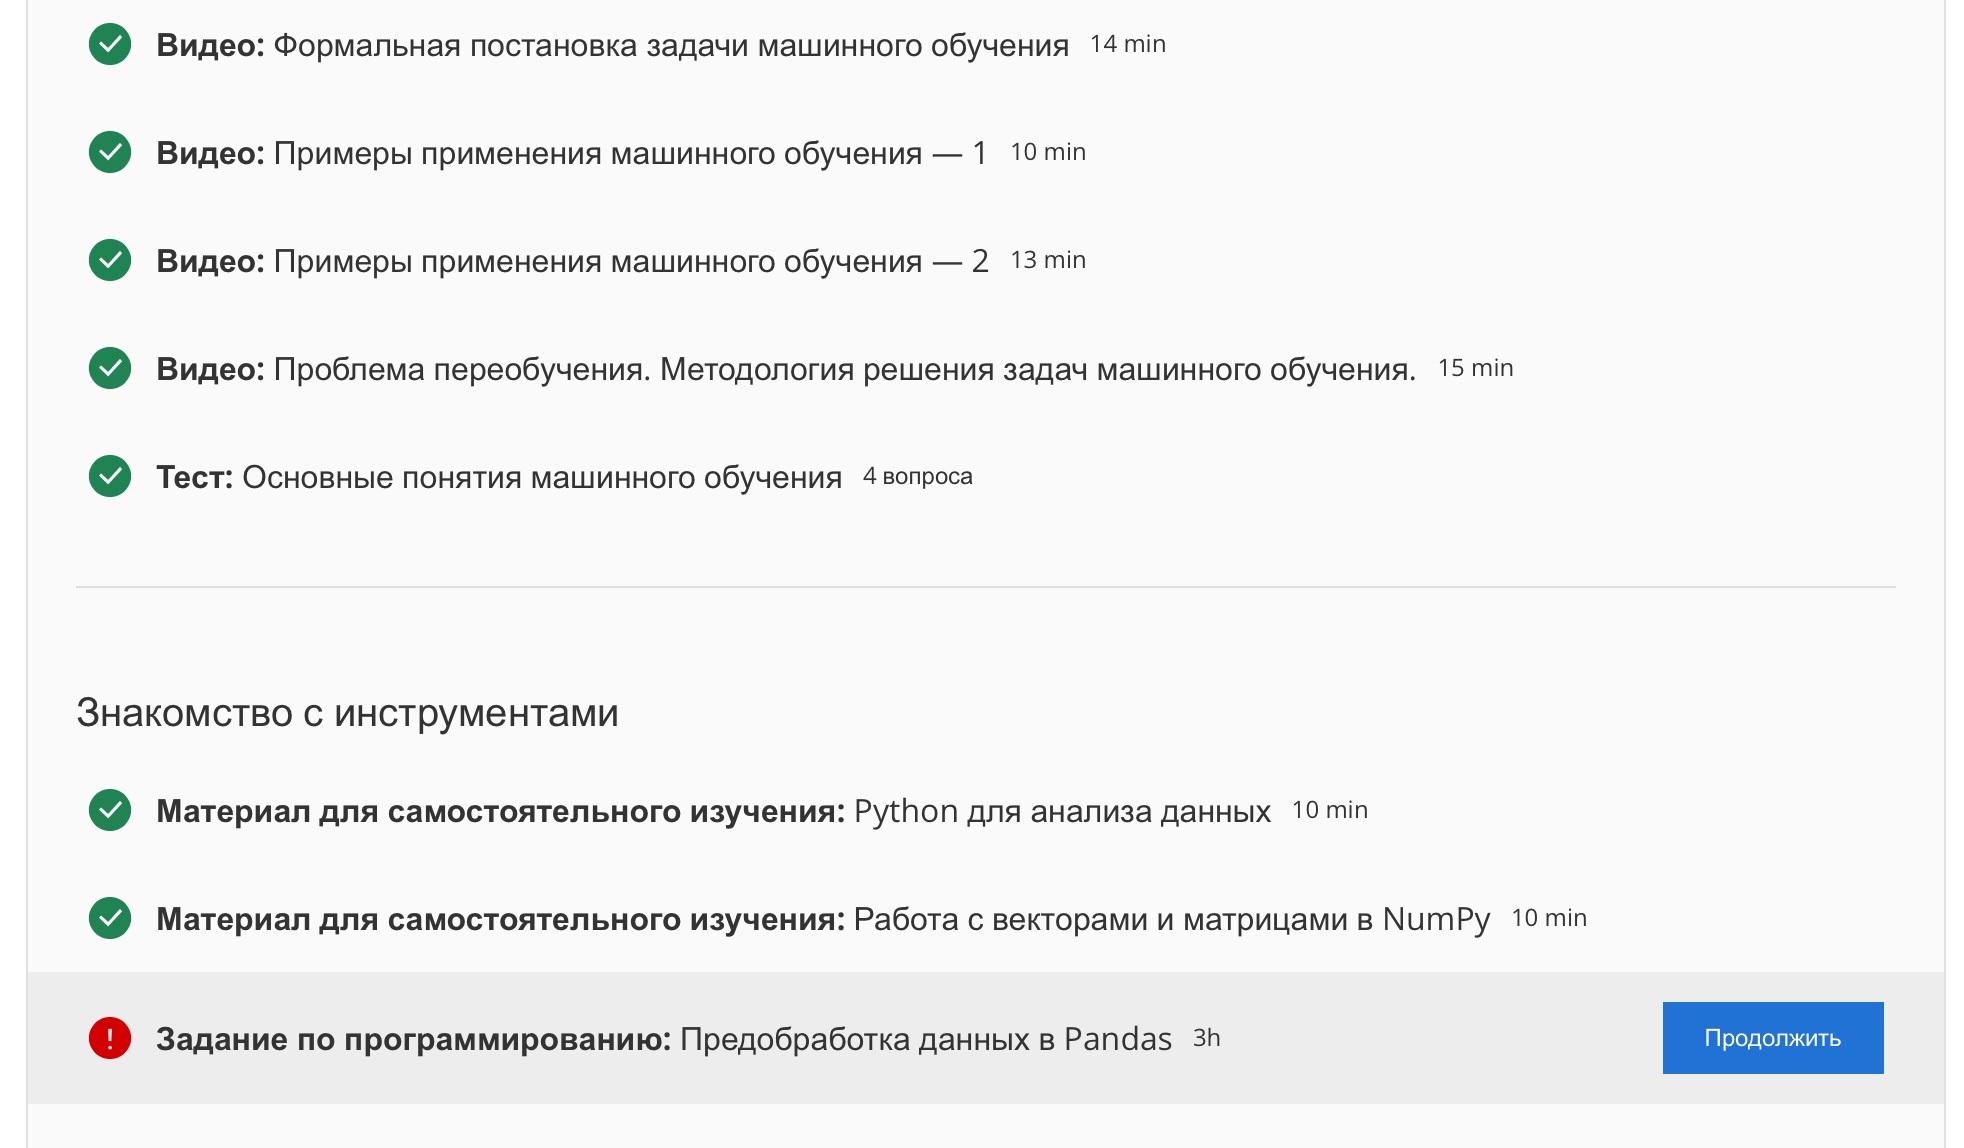 Видео: Формальная постановка задачи машинного обучения 14 min
Видео: Примеры применения машинного обучения — 1 10 min
Видео: Примеры применения машинного обучения — 2 13 min
Видео: Проблема переобучения. Методология решения задач машинного обучения. 15 min
Тест: Основные понятия машинного обучения 4 вопроса
Знакомство с инструментами
Материал для самостоятельного изучения: Python для анализа данных 10 min
Материал для самостоятельного изучения: Работа с векторами и матрицами в NumPy 10 min
Задание по программированию: Предобработка данных в Pandas 3h Продолжить